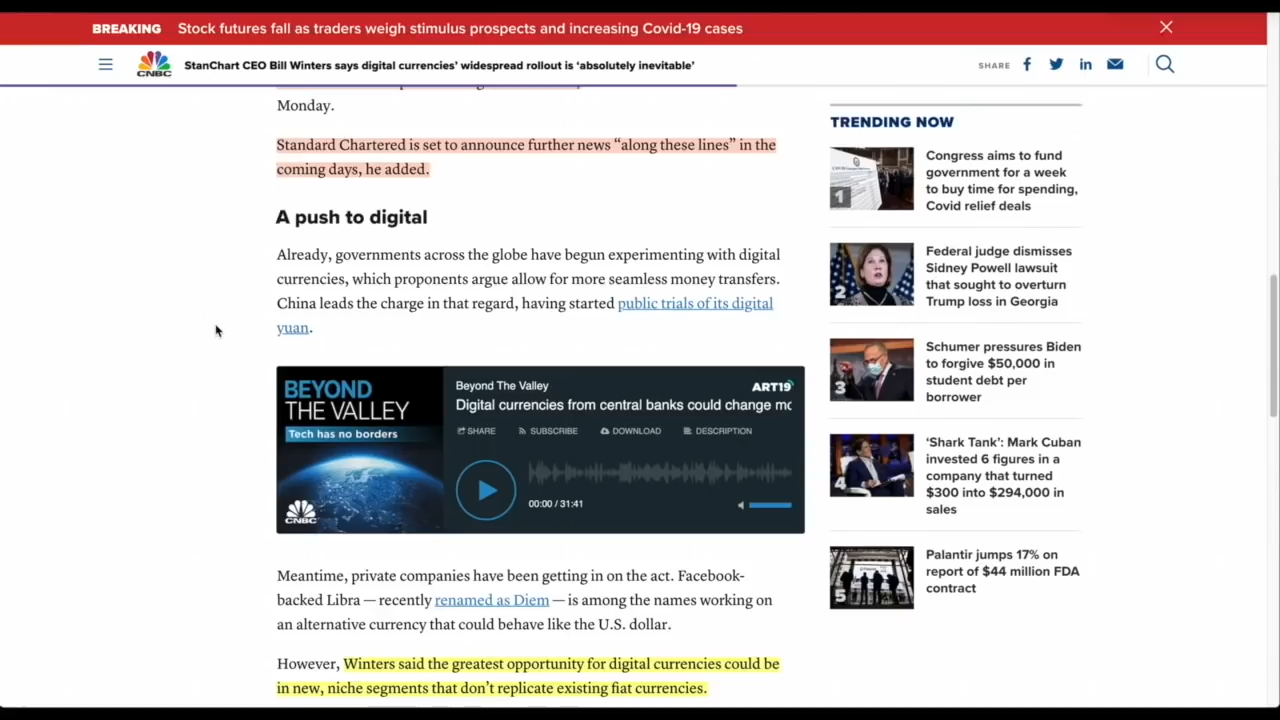 BREAKING Stock futures fall as traders weigh stimulus prospects and increasing Covid-19 cases
CNBC
StanChart CEO Bill Winters says digital currencies’ widespread rollout is ‘absolutely inevitable’
SHARE
Monday.
Standard Chartered is set to announce further news “along these lines” in the
coming days, he added.
A push to digital
Already, governments across the globe have begun experimenting with digital
currencies, which proponents argue allow for more seamless money transfers.
China leads the charge in that regard, having started public trials of its digital
yuan.
BEYOND
THE VALLEY
Tech has no borders
CNBC
Beyond The Valley
ART19
Digital currencies from central banks could change mo
SHARE SUBSCRIBE DOWNLOAD DESCRIPTION
00:00 / 31:41
Meantime, private companies have been getting in on the act. Facebook-
backed Libra — recently renamed as Diem — is among the names working on
an alternative currency that could behave like the U.S. dollar.
However, Winters said the greatest opportunity for digital currencies could be
in new, niche segments that don’t replicate existing fiat currencies.
TRENDING NOW
1
Congress aims to fund
government for a week
to buy time for spending,
Covid relief deals
2
Federal judge dismisses
Sidney Powell lawsuit
that sought to overturn
Trump loss in Georgia
3
Schumer pressures Biden
to forgive $50,000 in
student debt per
borrower
4
‘Shark Tank’: Mark Cuban
invested 6 figures in a
company that turned
$300 into $294,000 in
sales
5
Palantir jumps 17% on
report of $44 million FDA
contract